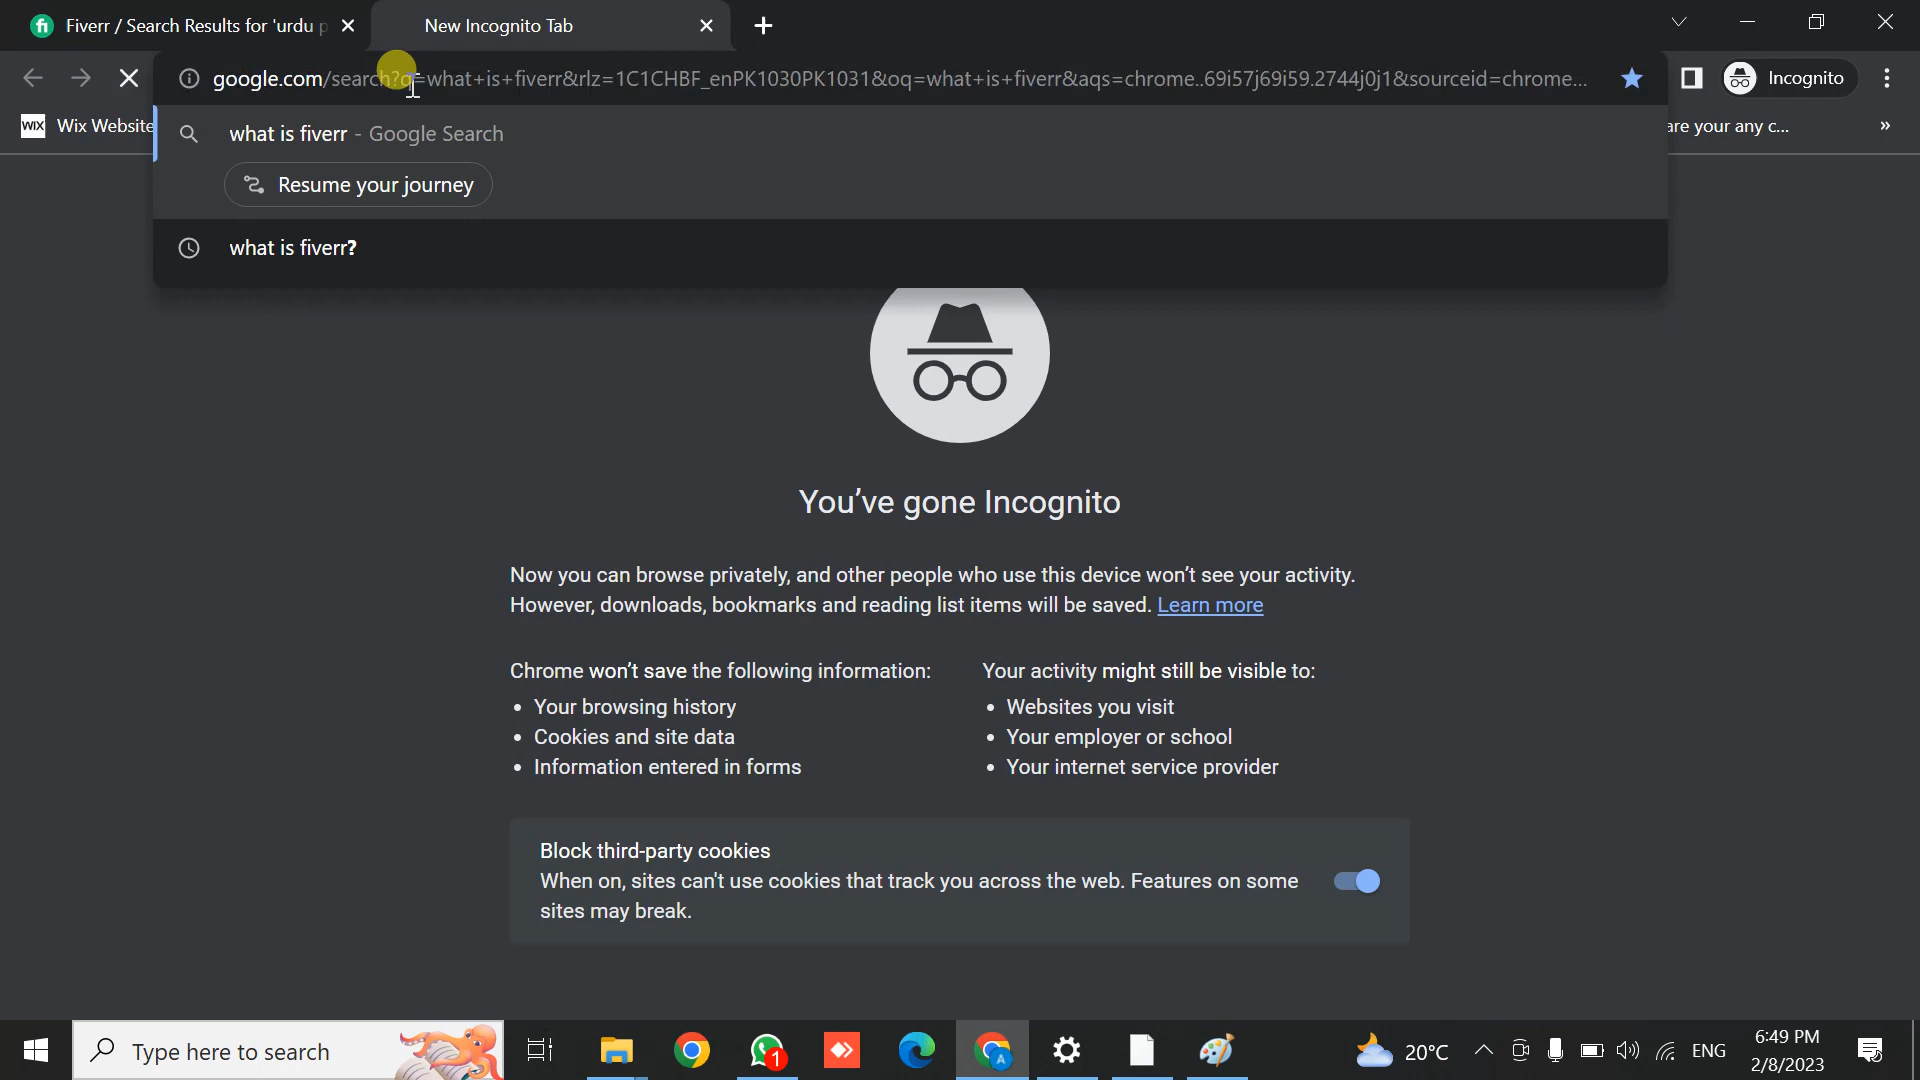 fi Fiverr / Search Results for 'urdu p
New Incognito Tab
google.com/search?q=what+is+fiverr&rlz=1C1CHBF_enPK1030PK1031&oq=what+is+fiverr&aqs=chrome..69i57j69i59.2744j0j1&sourceid=chrome...
Incognito
WIX Wix Website
are your any c...
»
what is fiverr - Google Search
Resume your journey
what is fiverr?
You've gone Incognito
Now you can browse privately, and other people who use this device won't see your activity.
However, downloads, bookmarks and reading list items will be saved. Learn more
Chrome won't save the following information:
• Your browsing history
• Cookies and site data
• Information entered in forms
Your activity might still be visible to:
• Websites you visit
• Your employer or school
• Your internet service provider
Block third-party cookies
When on, sites can't use cookies that track you across the web. Features on some
sites may break.
Type here to search
1
A
20°C
ENG
6:49 PM
2/8/2023